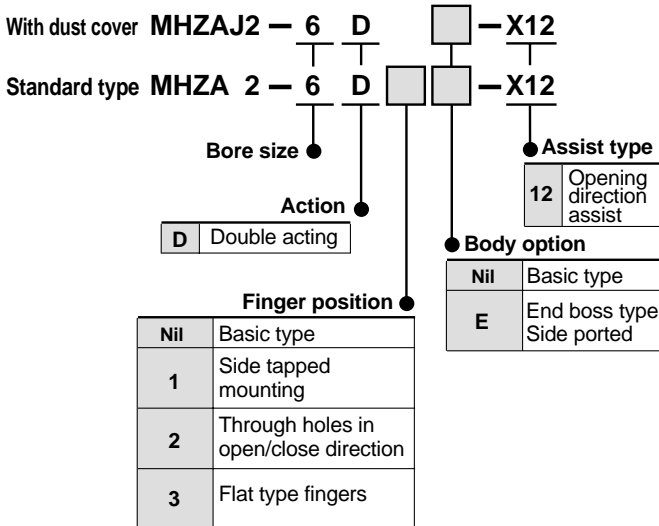 With dust cover MHZAJ2 — 6 D — X12
Standard type MHZA 2 — 6 D — X12
Bore size
Assist type
12 Opening
direction
assist
Action
D Double acting
Body option
Nil Basic type
E End boss type
Side ported
Finger position
Nil Basic type
1 Side tapped
mounting
2 Through holes in
open/close direction
3 Flat type fingers